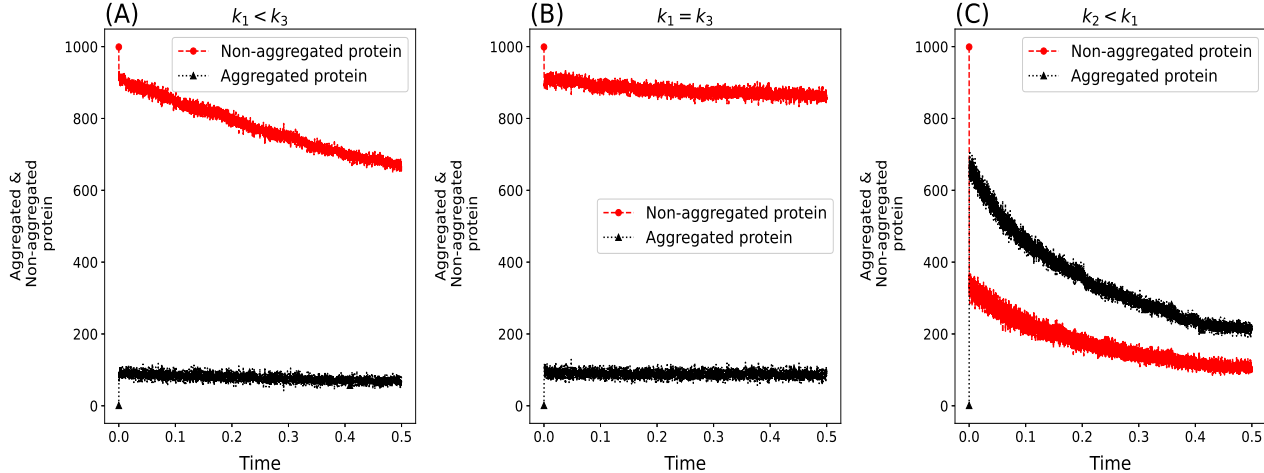 (A)
k₁ < k₃
Aggregated &
Non-aggregated
protein
1000
800
600
400
200
0
Non-aggregated protein
Aggregated protein
0.0 0.1 0.2 0.3 0.4 0.5
Time
(B)
k₁ = k₃
Aggregated &
Non-aggregated
protein
1000
800
600
400
200
0
Non-aggregated protein
Aggregated protein
0.0 0.1 0.2 0.3 0.4 0.5
Time
(C)
k₂ < k₁
Aggregated &
Non-aggregated
protein
1000
800
600
400
200
0
Non-aggregated protein
Aggregated protein
0.0 0.1 0.2 0.3 0.4 0.5
Time